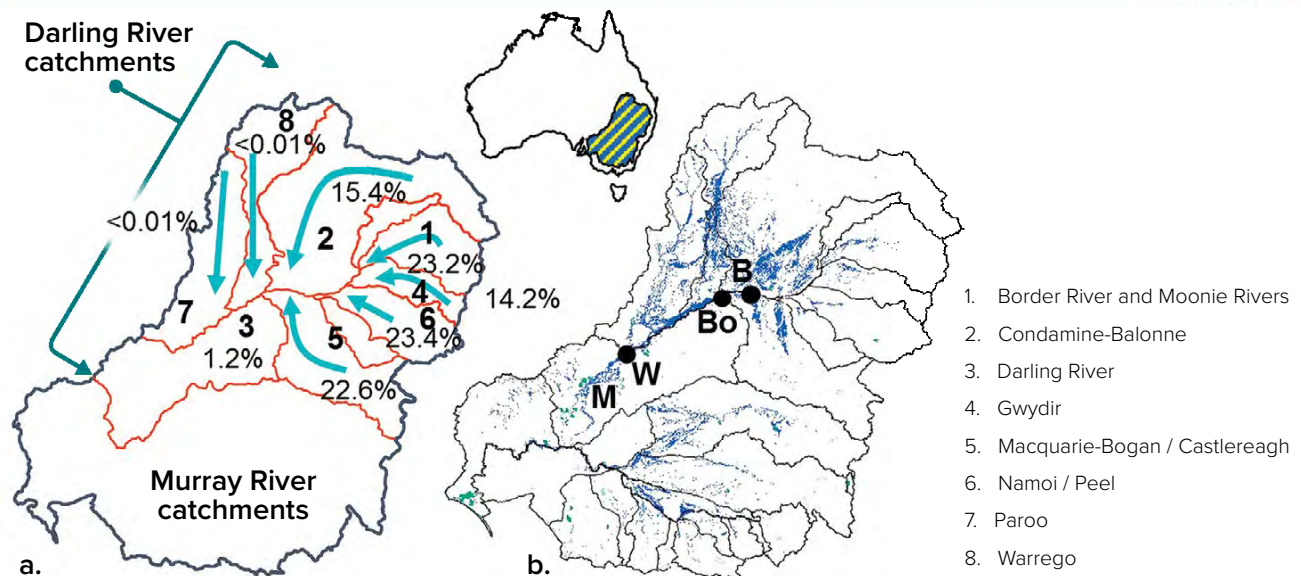 Darling River
catchments
8
<0.01%
15.4%
<0.01%
2
1
23.2%
4
14.2%
7
3
6
5
23.4%
1.2%
22.6%
Murray River
catchments
a.
B
Bo
W
M
b.
1. Border River and Moonie Rivers
2. Condamine-Balonne
3. Darling River
4. Gwydir
5. Macquarie-Bogan / Castlereagh
6. Namoi / Peel
7. Paroo
8. Warrego